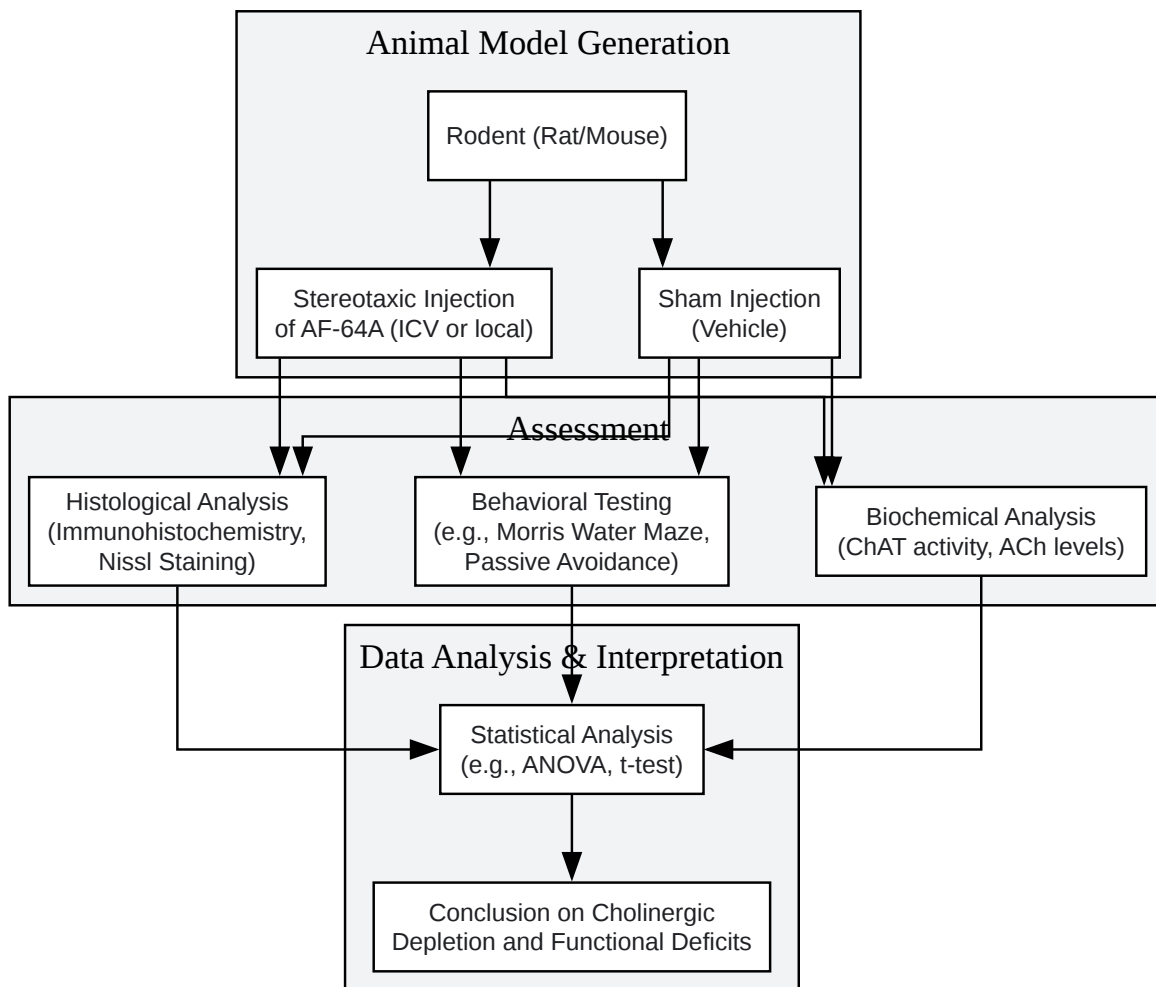 Animal Model Generation
Rodent (Rat/Mouse)
Stereotaxic Injection
of AF-64A (ICV or local)
Sham Injection
(Vehicle)
Assessment
Histological Analysis
(Immunohistochemistry,
Nissl Staining)
Behavioral Testing
(e.g., Morris Water Maze,
Passive Avoidance)
Biochemical Analysis
(ChAT activity, ACh levels)
Data Analysis & Interpretation
Statistical Analysis
(e.g., ANOVA, t-test)
Conclusion on Cholinergic
Depletion and Functional Deficits